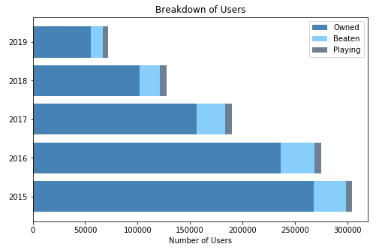 Breakdown of Users
Owned
Beaten
Playing
2019
2018
2017
2016
2015
0 50000 100000 150000 200000 250000 300000
Number of Users